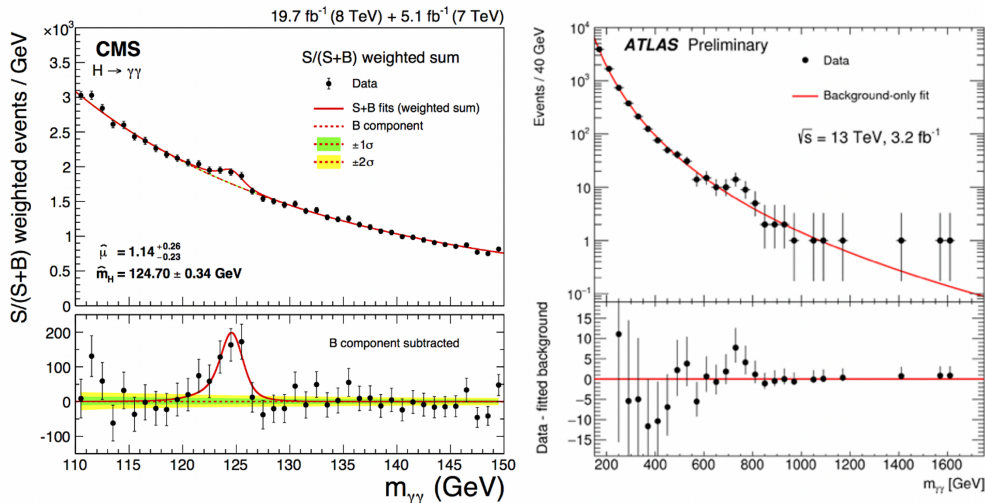 19.7 fb⁻¹ (8 TeV) + 5.1 fb⁻¹ (7 TeV)
×10³
S/(S+B) weighted events / GeV
3.5
3
2.5
2
1.5
1
0.5
0
CMS
H → γγ
S/(S+B) weighted sum
Data
S+B fits (weighted sum)
B component
±1σ
±2σ
μ̂ = 1.14 +0.26 −0.23
m̂H = 124.70 ± 0.34 GeV
200
100
0
-100
B component subtracted
110 115 120 125 130 135 140 145 150
mγγ (GeV)
Events / 40 GeV
10⁴
10³
10²
10
1
10⁻¹
ATLAS Preliminary
Data
Background-only fit
√s = 13 TeV, 3.2 fb⁻¹
Data - fitted background
15
10
5
0
−5
−10
−15
200 400 600 800 1000 1200 1400 1600
mγγ [GeV]